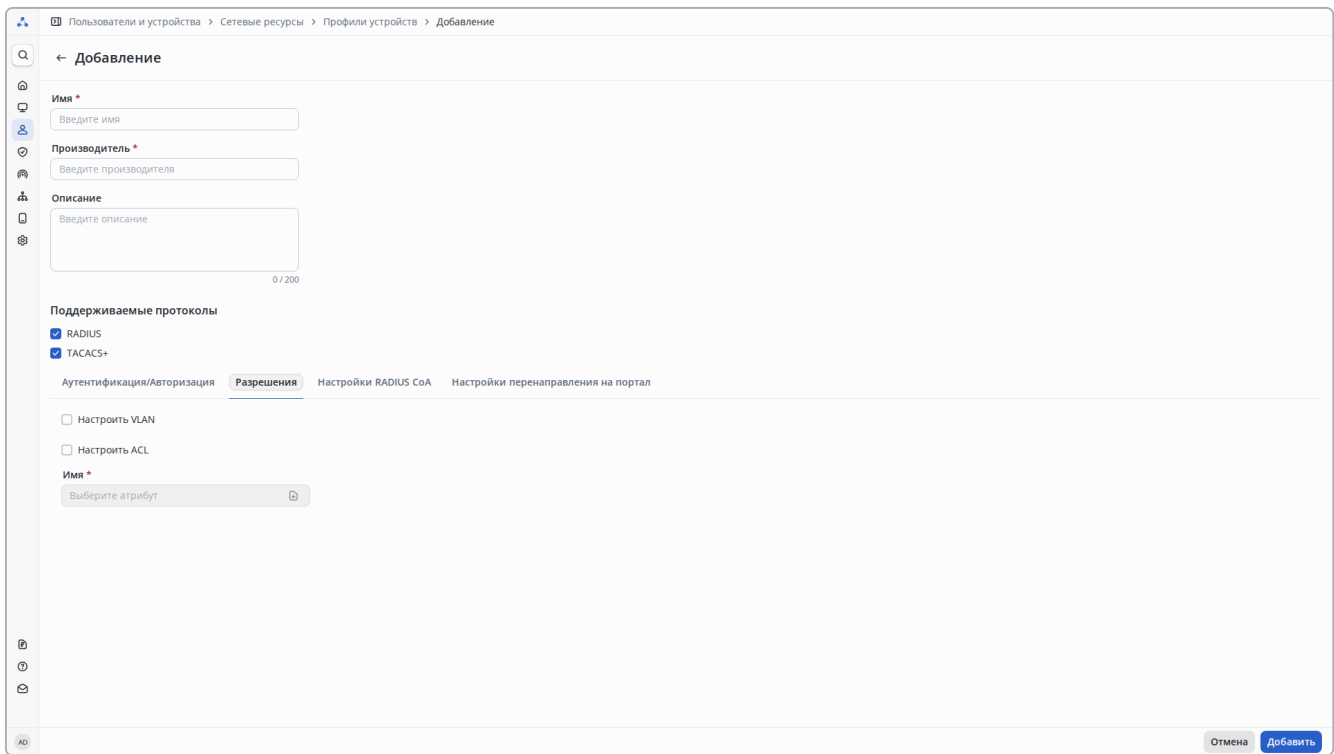 Пользователи и устройства > Сетевые ресурсы > Профили устройств > Добавление
← Добавление
Имя *
Введите имя
Производитель *
Введите производителя
Описание
Введите описание
0 / 200
Поддерживаемые протоколы
RADIUS
TACACS+
Аутентификация/Авторизация Разрешения Настройки RADIUS CoA Настройки перенаправления на портал
Настроить VLAN
Настроить ACL
Имя *
Выберите атрибут
AD
Отмена Добавить